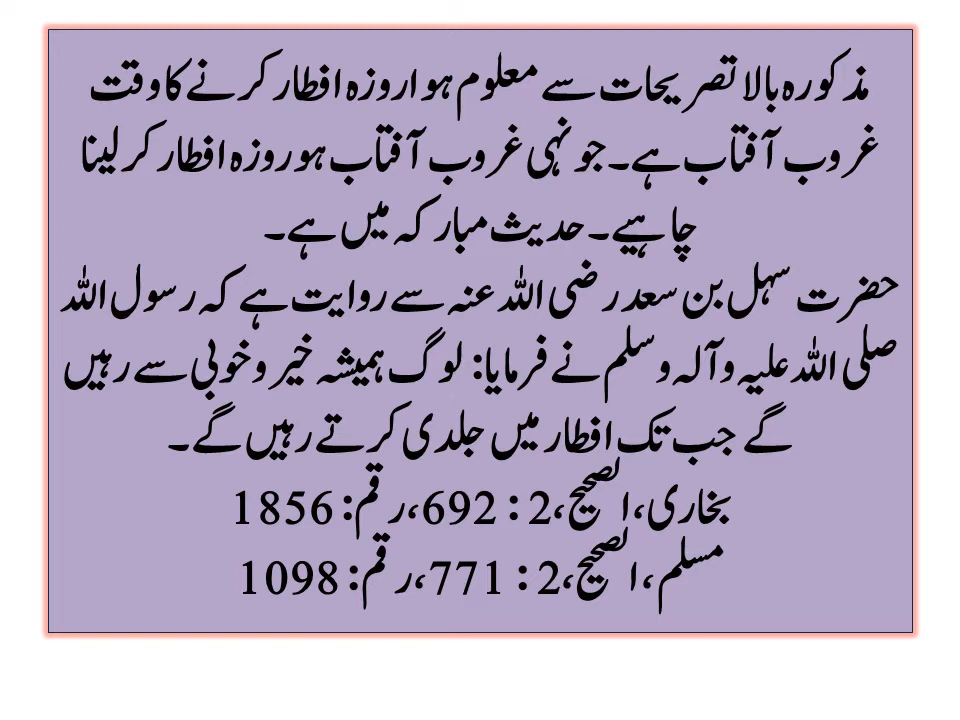 مذکورہ بالا تصریحات سے معلوم ہوا روزہ افطار کرنے کا وقت
غروب آفتاب ہے۔ جونہی غروب آفتاب ہو روزہ افطار کر لینا
چاہیے۔ حدیث مبارکہ میں ہے۔
حضرت سہل بن سعد رضی اللہ عنہ سے روایت ہے کہ رسول اللہ
صلی اللہ علیہ وآلہ وسلم نے فرمایا: لوگ ہمیشہ خیر و خوبی سے رہیں
گے جب تک افطار میں جلدی کرتے رہیں گے۔
بخاری، الصحیح، 2 : 692، رقم: 1856
مسلم، الصحیح، 2 : 771، رقم: 1098